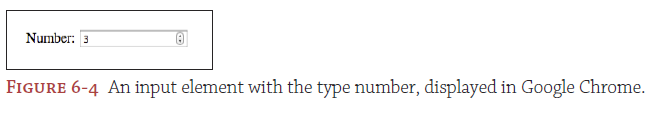 Number: 3
FIGURE 6-4 An input element with the type number, displayed in Google Chrome.